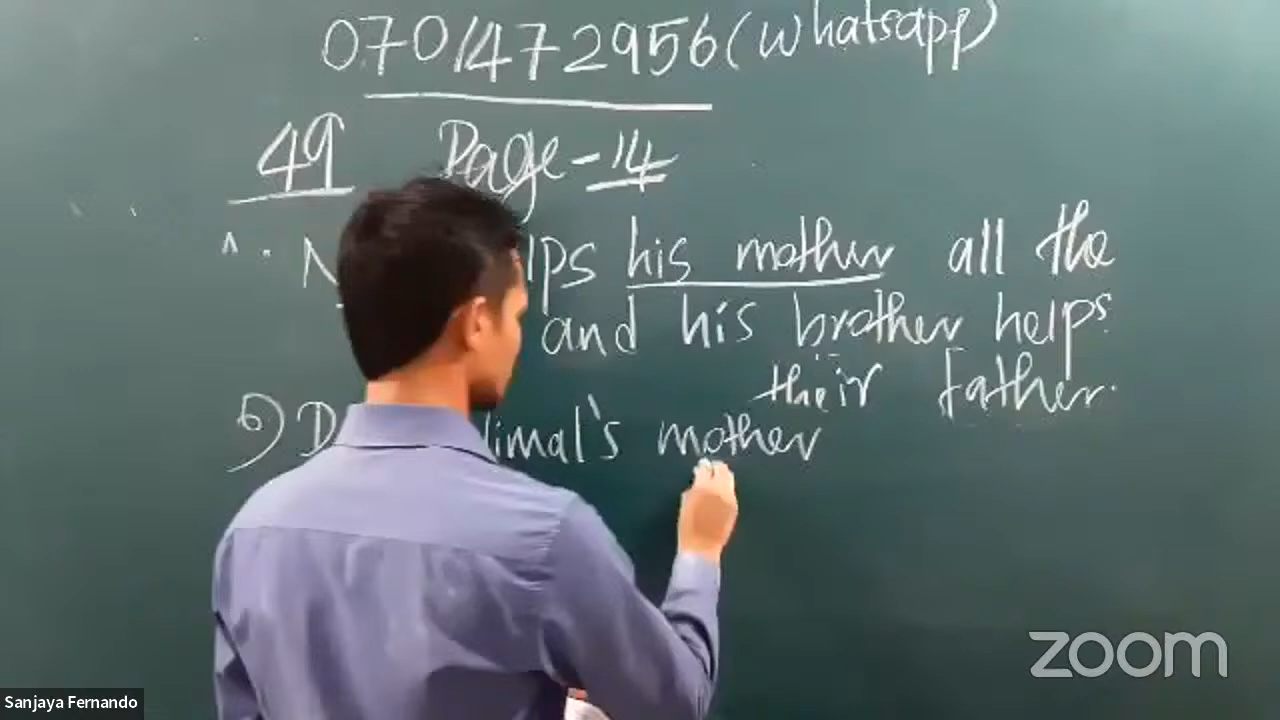 0701472956 (Whatsapp)
49 Page - 14
his mother all the
and his brother helps
their father.
mother
Sanjaya Fernando
zoom